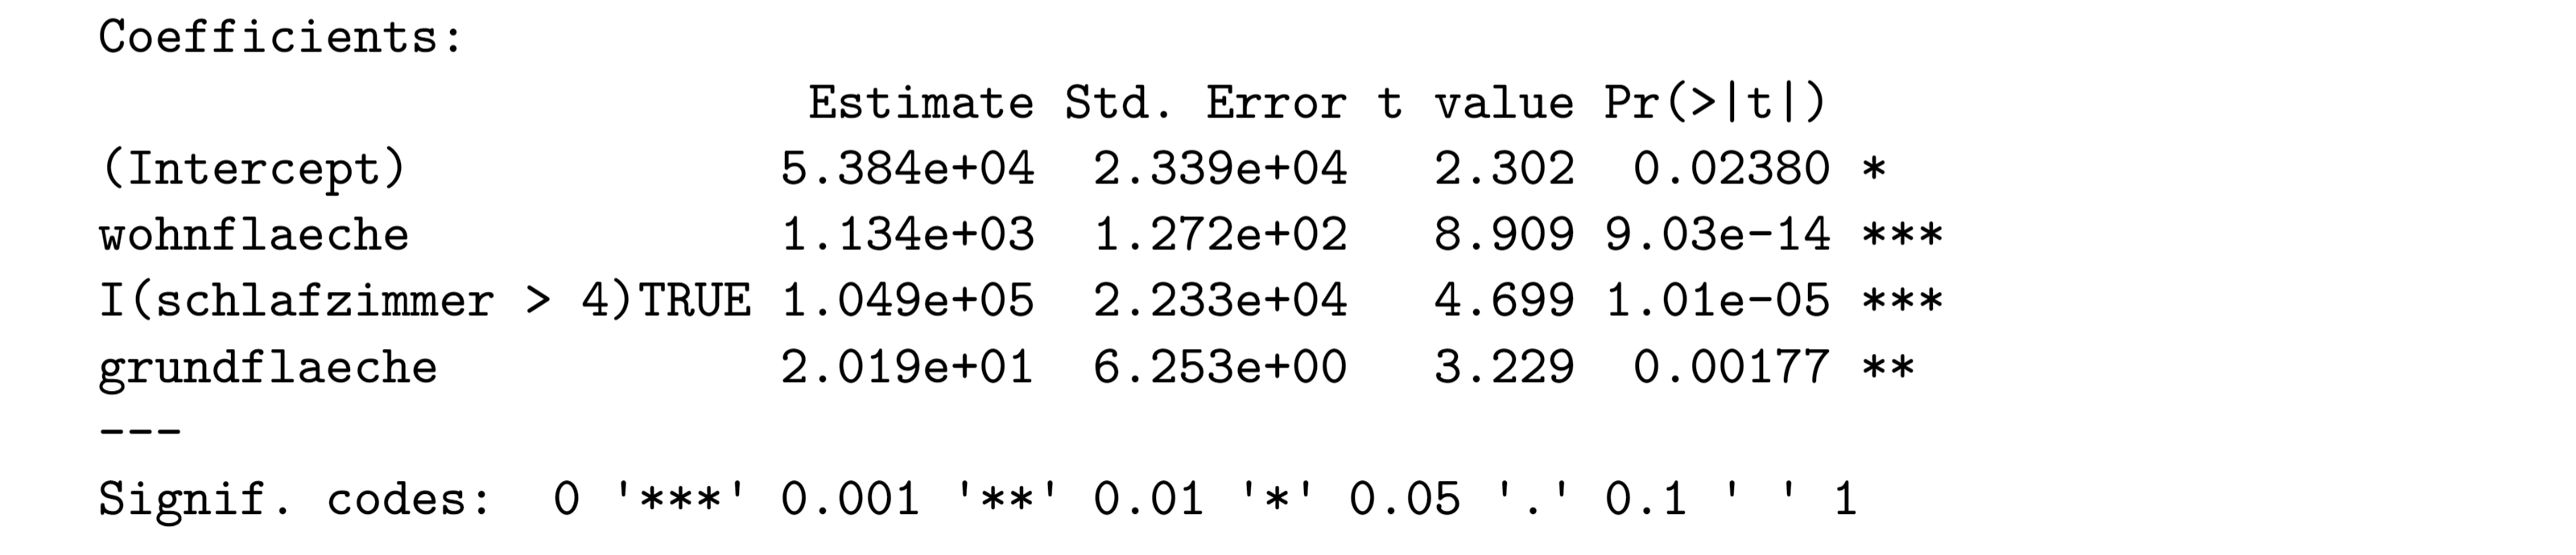 Coefficients:
                         Estimate Std. Error t value Pr(>|t|)
(Intercept)             5.384e+04  2.339e+04   2.302  0.02380 *
wohnflaeche             1.134e+03  1.272e+02   8.909 9.03e-14 ***
I(schlafzimmer > 4)TRUE 1.049e+05  2.233e+04   4.699 1.01e-05 ***
grundflaeche            2.019e+01  6.253e+00   3.229  0.00177 **
---
Signif. codes:  0 '***' 0.001 '**' 0.01 '*' 0.05 '.' 0.1 ' ' 1